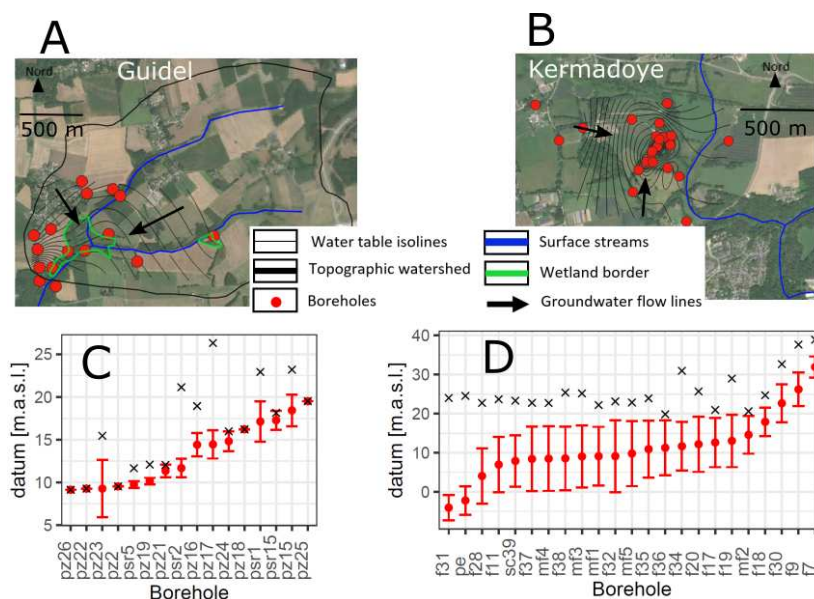 A
B
Guidel
Kermadoye
Nord
Nord
500 m
500 m
Water table isolines
Surface streams
Topographic watershed
Wetland border
Boreholes
Groundwater flow lines
C
D
datum [m.a.s.l.]
25
20
15
10
5
pz26
pz22
pz23
pz2
psr5
pz19
pz21
psr2
pz16
pz17
pz24
pz18
psr1
psr15
pz15
pz25
Borehole
datum [m.a.s.l.]
40
30
20
10
0
f31
pe
f28
f11
sc39
f37
mf4
f38
mf3
mf1
f32
mf5
f35
f36
f34
f20
f17
f19
mf2
f18
f30
f9
f7
Borehole